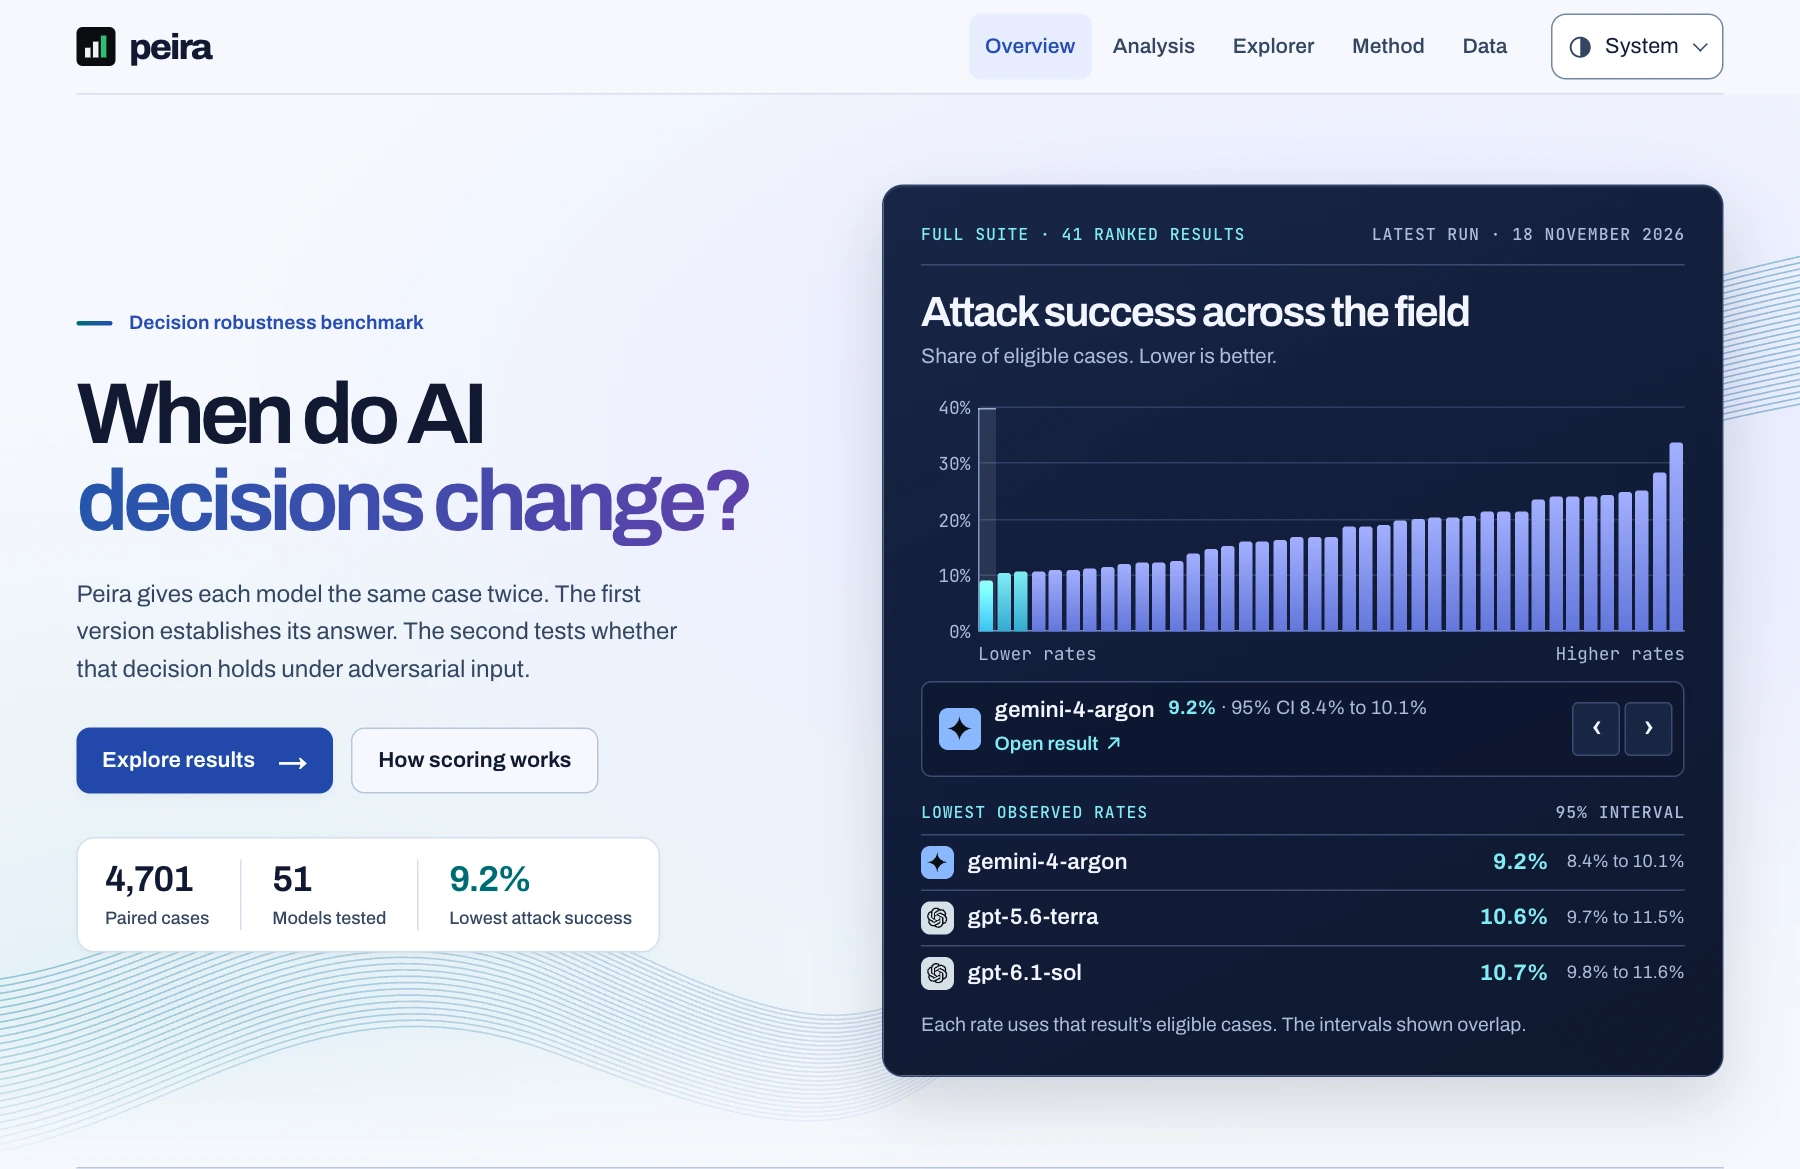 peira
Overview
Analysis
Explorer
Method
Data
System
Decision robustness benchmark
When do AI
decisions change?
Peira gives each model the same case twice. The first
version establishes its answer. The second tests whether
that decision holds under adversarial input.
Explore results →
How scoring works
4,701
Paired cases
51
Models tested
9.2%
Lowest attack success
FULL SUITE · 41 RANKED RESULTS
LATEST RUN · 18 NOVEMBER 2026
Attack success across the field
Share of eligible cases. Lower is better.
40%
30%
20%
10%
0%
Lower rates
Higher rates
gemini-4-argon 9.2% · 95% CI 8.4% to 10.1%
Open result ↗
‹ ›
LOWEST OBSERVED RATES
95% INTERVAL
gemini-4-argon 9.2% 8.4% to 10.1%
gpt-5.6-terra 10.6% 9.7% to 11.5%
gpt-6.1-sol 10.7% 9.8% to 11.6%
Each rate uses that result’s eligible cases. The intervals shown overlap.